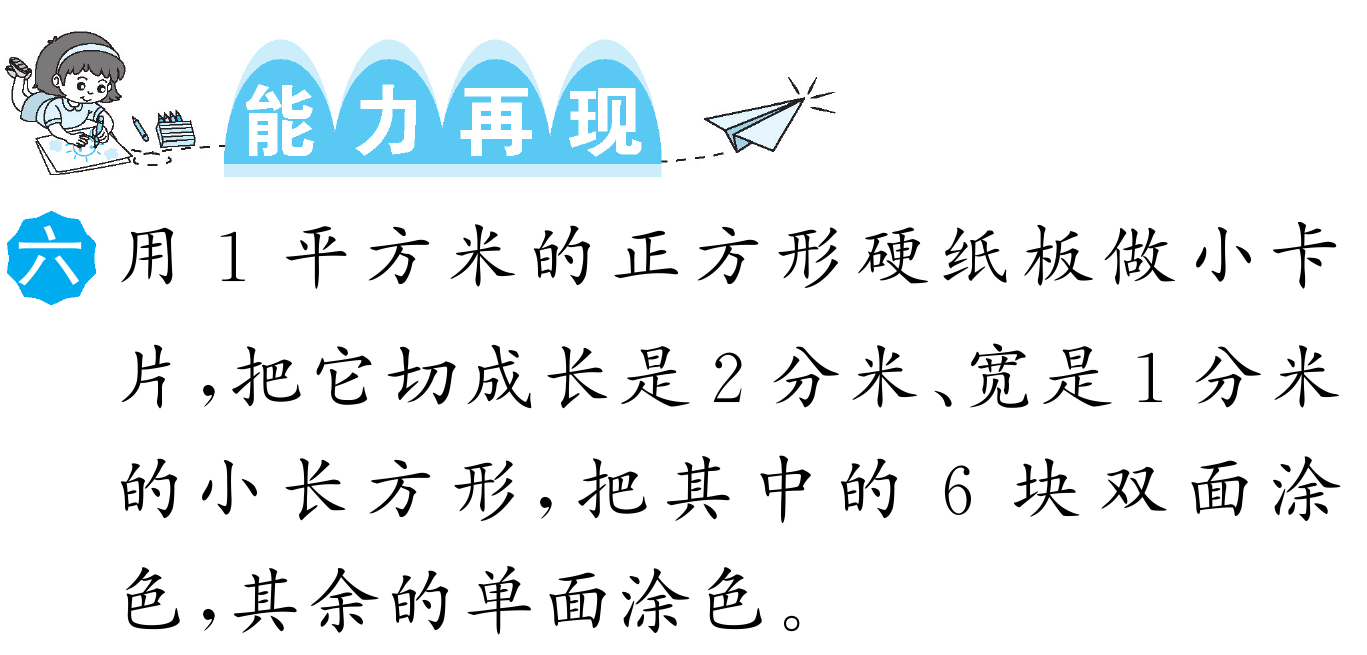 能力再现
六 用 1 平方米的正方形硬纸板做小卡
片,把它切成长是 2 分米、宽是 1 分米
的小长方形,把其中的 6 块双面涂
色,其余的单面涂色。